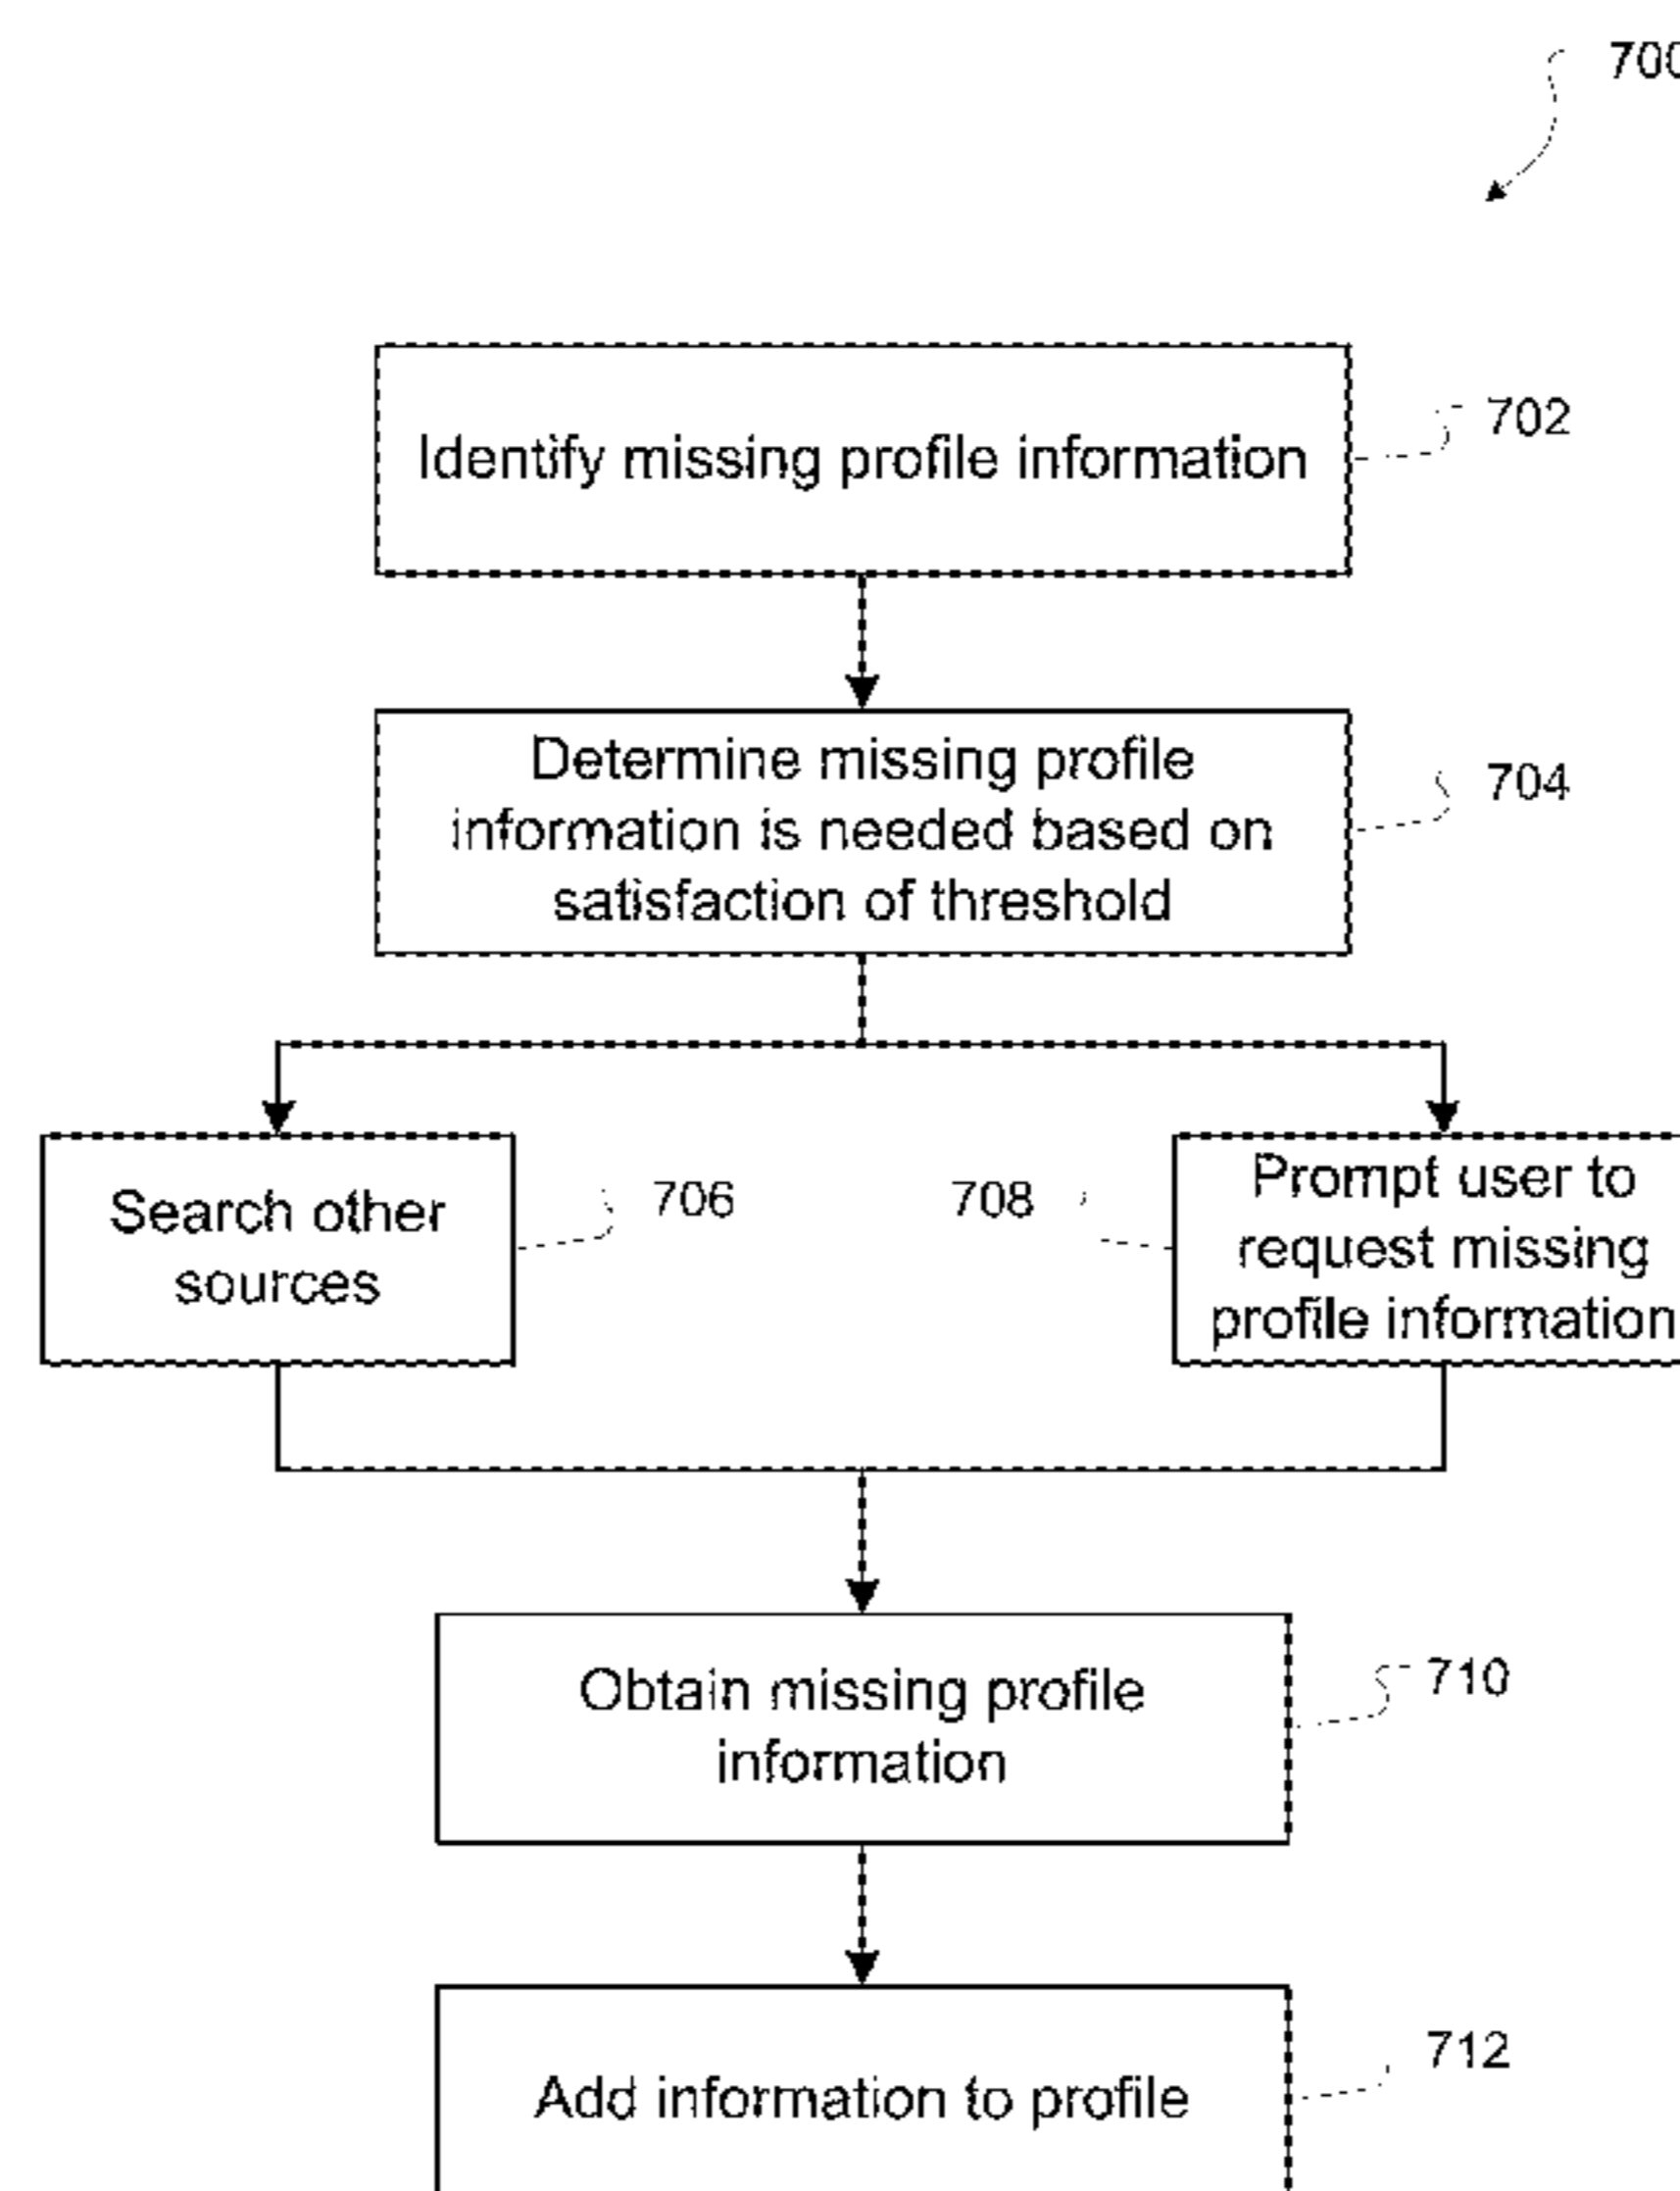 700
Identify missing profile information
702
Determine missing profile
information is needed based on
satisfaction of threshold
704
Search other
sources
706
708
Prompt user to
request missing
profile information
Obtain missing profile
information
710
Add information to profile
712